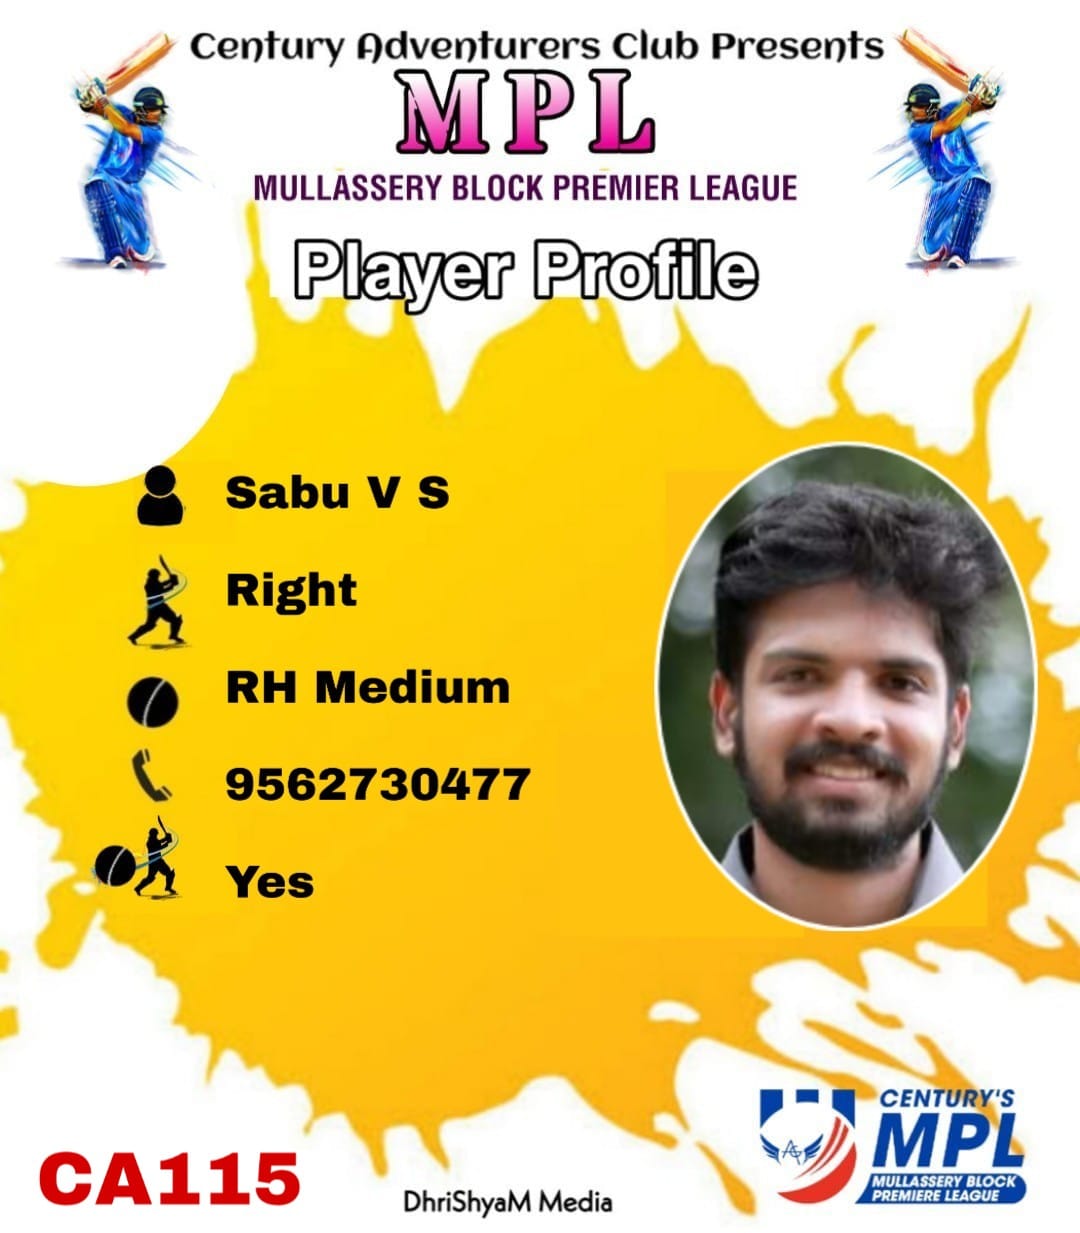 Century Adventurers Club Presents
MPL
MULLASSERY BLOCK PREMIER LEAGUE
Player Profile
Sabu V S
Right
RH Medium
9562730477
Yes
CA115
DhriShyaM Media
CENTURY'S
MPL
MULLASSERY BLOCK
PREMIERE LEAGUE